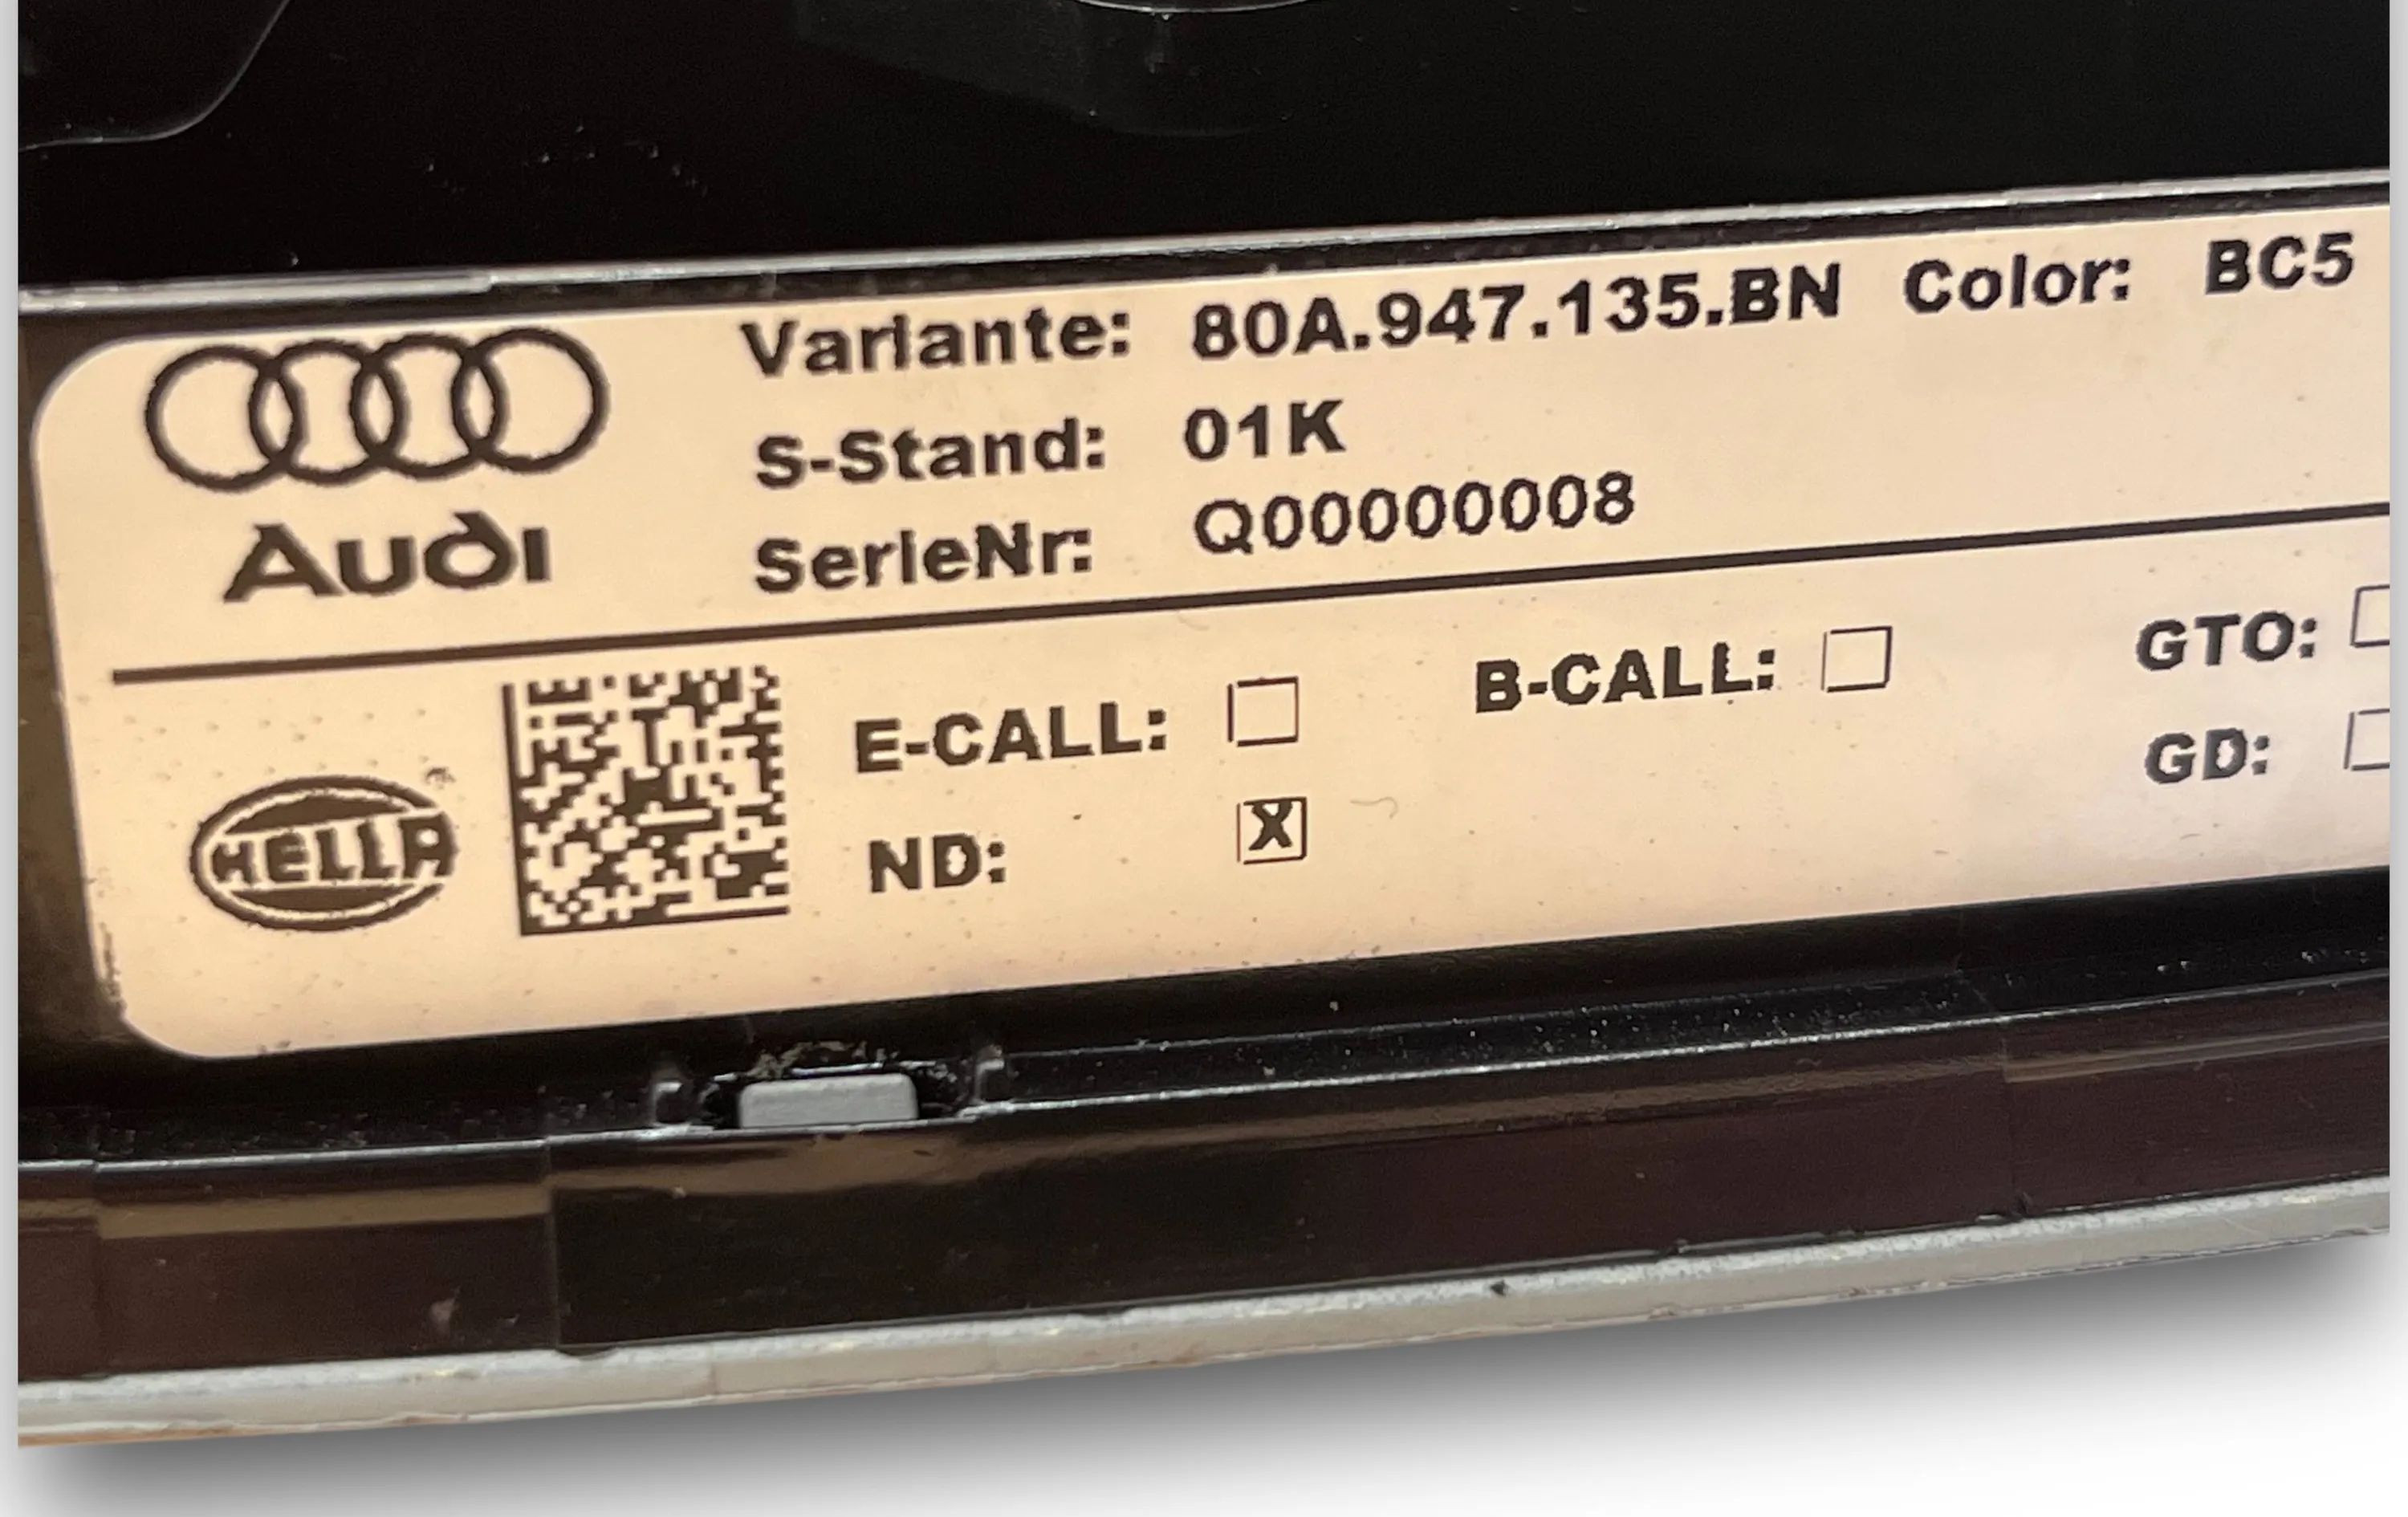 Variante: 80A.947.135.BN Color: BC5
S-Stand: 01K
SerieNr: Q00000008
Audi
E-CALL: B-CALL: GTO:
ND: X GD:
HELLA